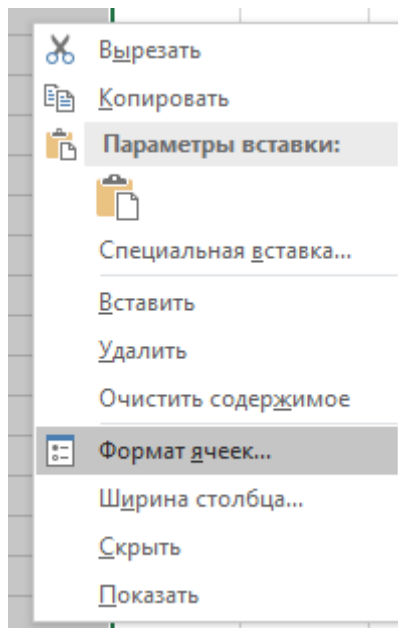 Вырезать
Копировать
Параметры вставки:
Специальная вставка...
Вставить
Удалить
Очистить содержимое
Формат ячеек...
Ширина столбца...
Скрыть
Показать